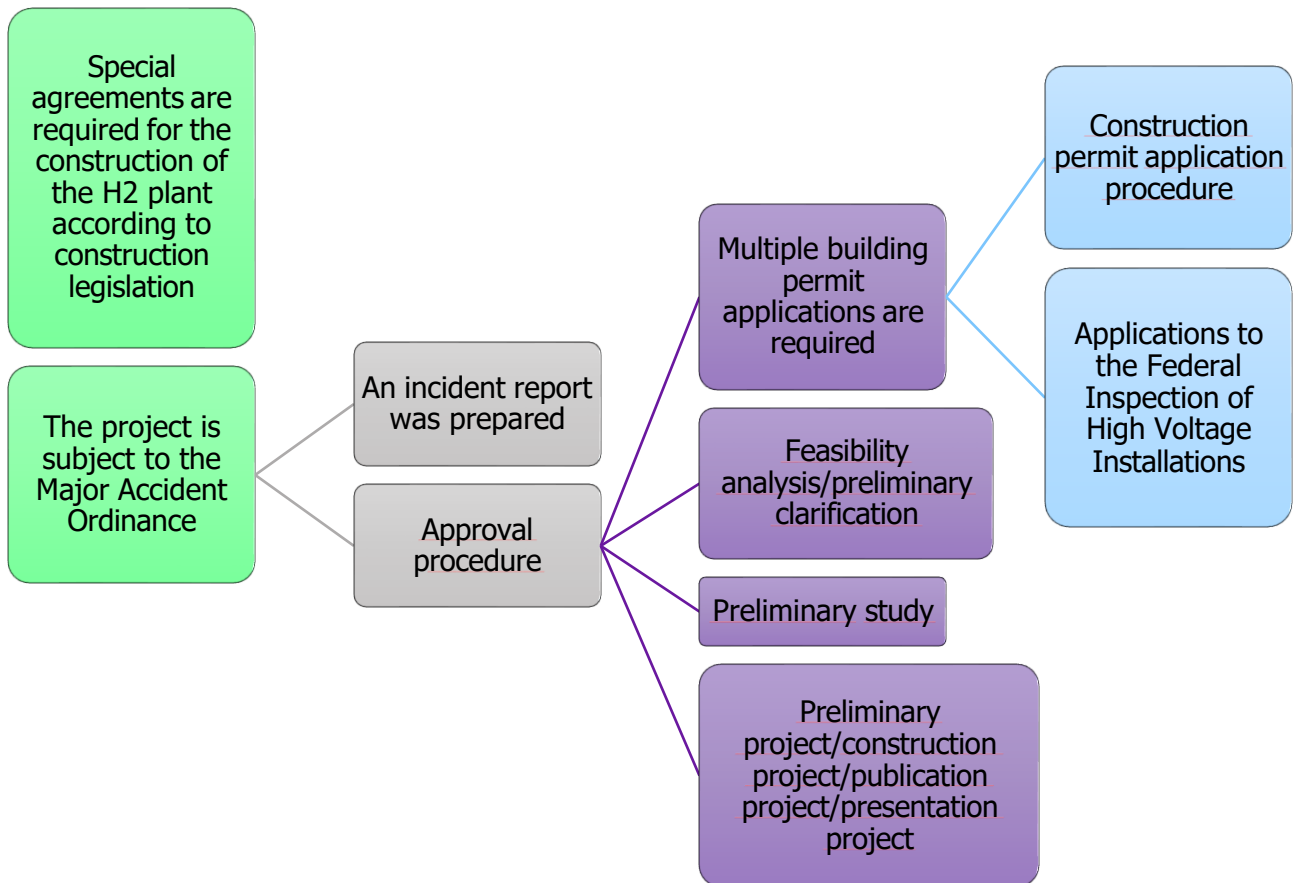 Special
agreements are
required for the
construction of
the H2 plant
according to
construction
legislation
The project is
subject to the
Major Accident
Ordinance
An incident report
was prepared
Approval
procedure
Multiple building
permit
applications are
required
Feasibility
analysis/preliminary
clarification
Preliminary study
Preliminary
project/construction
project/publication
project/presentation
project
Construction
permit application
procedure
Applications to
the Federal
Inspection of
High Voltage
Installations